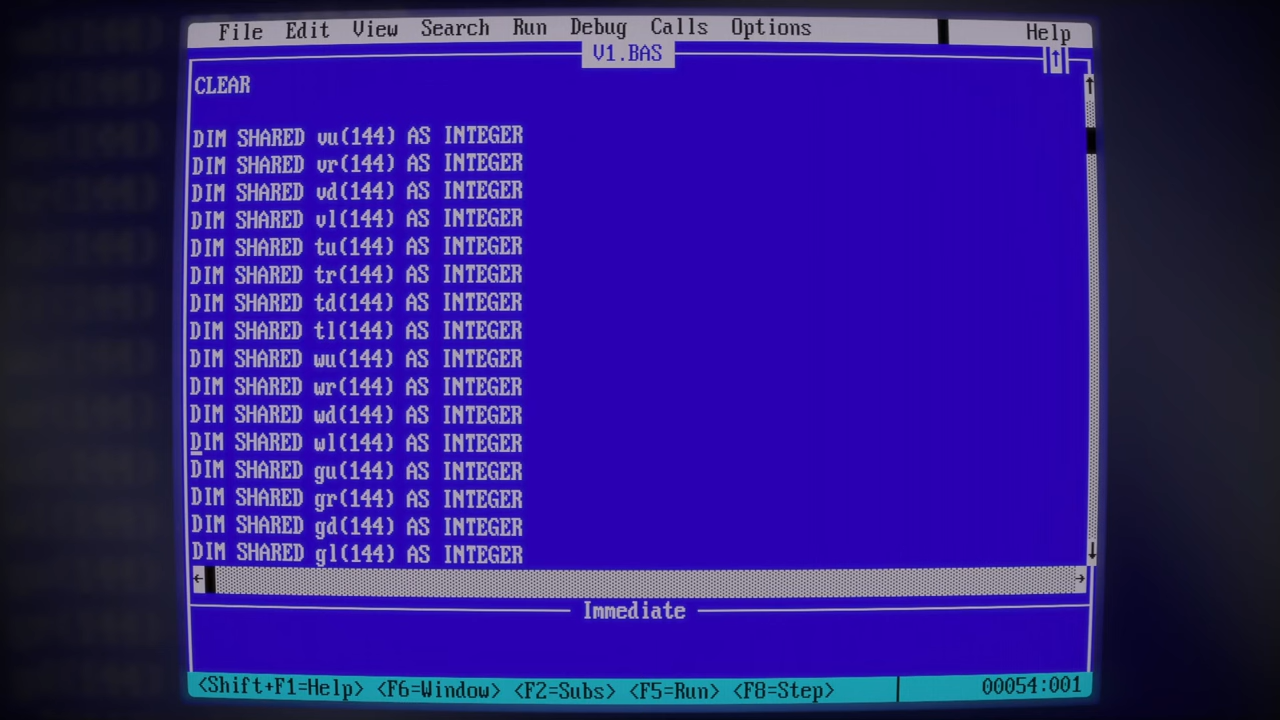 File Edit View Search Run Debug Calls Options Help
V1.BAS
CLEAR
DIM SHARED vu(144) AS INTEGER
DIM SHARED vr(144) AS INTEGER
DIM SHARED vd(144) AS INTEGER
DIM SHARED vl(144) AS INTEGER
DIM SHARED tu(144) AS INTEGER
DIM SHARED tr(144) AS INTEGER
DIM SHARED td(144) AS INTEGER
DIM SHARED tl(144) AS INTEGER
DIM SHARED wu(144) AS INTEGER
DIM SHARED wr(144) AS INTEGER
DIM SHARED wd(144) AS INTEGER
DIM SHARED wl(144) AS INTEGER
DIM SHARED gu(144) AS INTEGER
DIM SHARED gr(144) AS INTEGER
DIM SHARED gd(144) AS INTEGER
DIM SHARED gl(144) AS INTEGER
Immediate
<Shift+F1=Help> <F6=Window> <F2=Subs> <F5=Run> <F8=Step> 00054:001